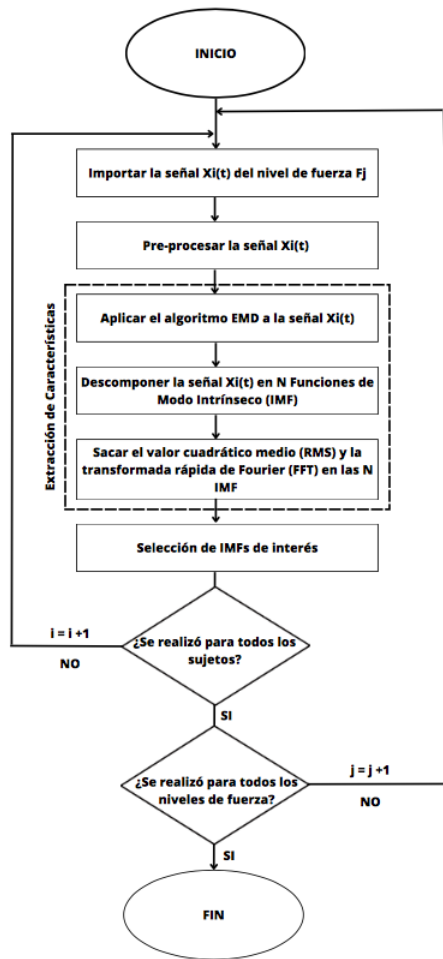 INICIO
Importar la señal Xi(t) del nivel de fuerza Fj
Pre-procesar la señal Xi(t)
Extracción de Características
Aplicar el algoritmo EMD a la señal Xi(t)
Descomponer la señal Xi(t) en N Funciones de
Modo Intrínseco (IMF)
Sacar el valor cuadrático medio (RMS) y la
transformada rápida de Fourier (FFT) en las N
IMF
Selección de IMFs de interés
¿Se realizó para todos los
sujetos?
i = i +1
NO
SI
¿Se realizó para todos los
niveles de fuerza?
j = j +1
NO
SI
FIN